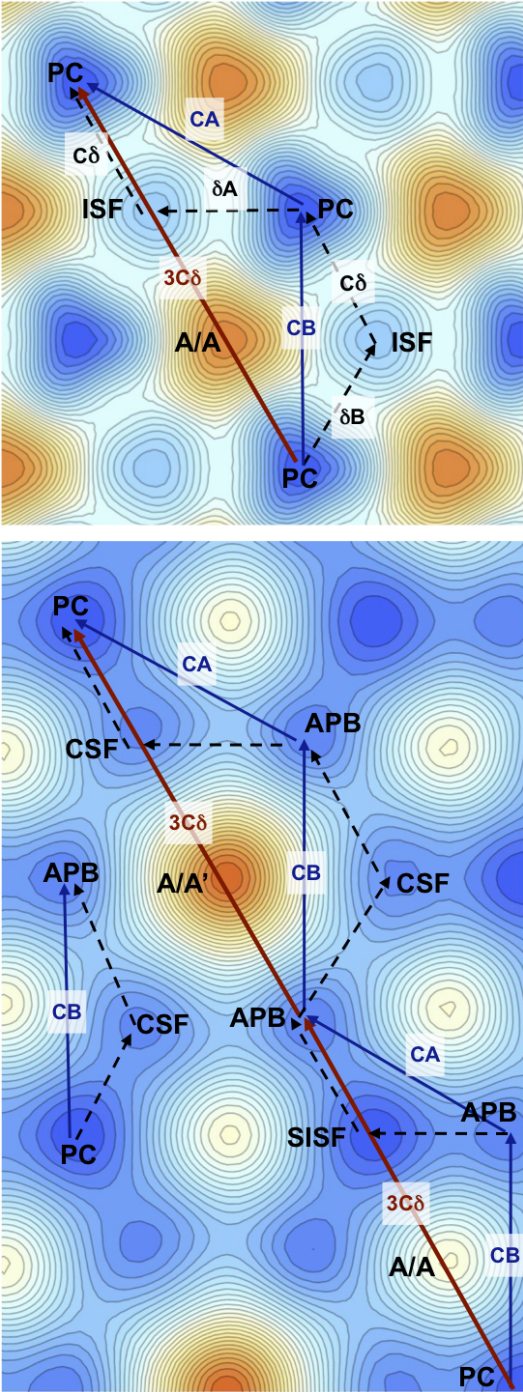 PC
CA
Cδ
ISF
δA
PC
3Cδ
Cδ
A/A
CB
ISF
δB
PC
PC
CA
CSF
APB
3Cδ
APB
A/A’
CB
CSF
CB
CSF
APB
CA
PC
SISF
APB
3Cδ
A/A
CB
PC